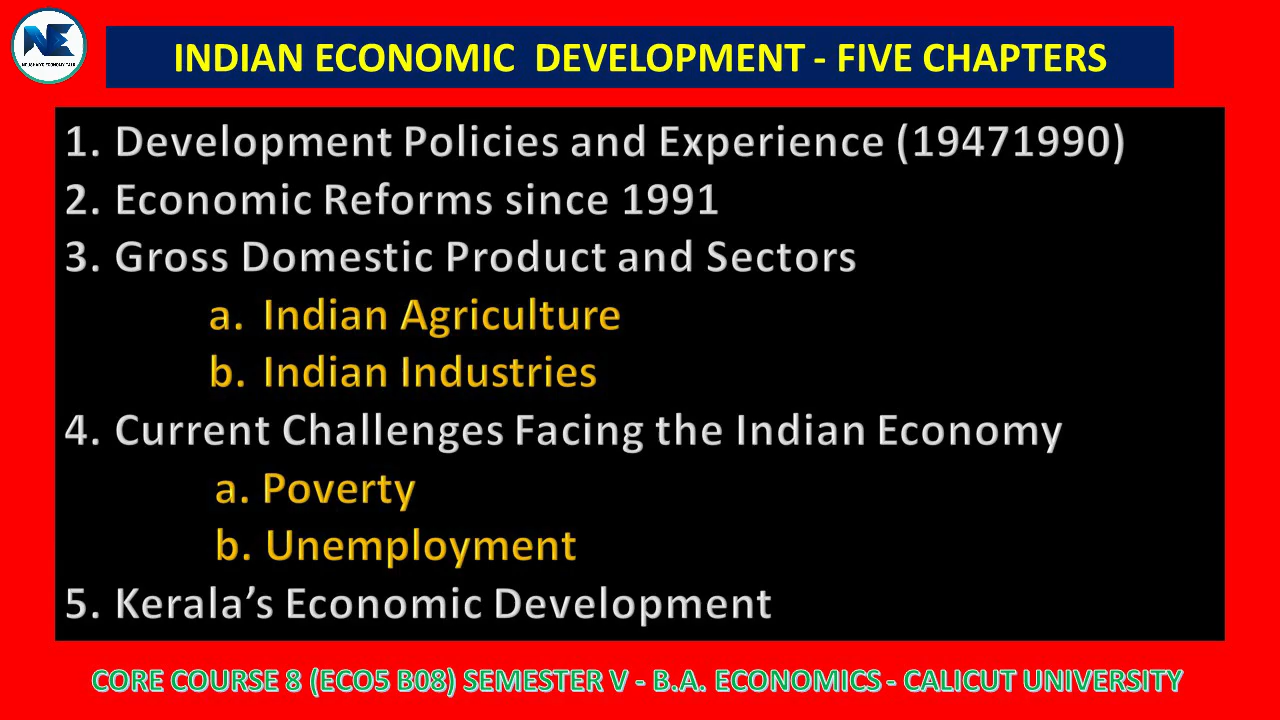 NE
INDIAN ECONOMIC DEVELOPMENT - FIVE CHAPTERS
1. Development Policies and Experience (19471990)
2. Economic Reforms since 1991
3. Gross Domestic Product and Sectors
a. Indian Agriculture
b. Indian Industries
4. Current Challenges Facing the Indian Economy
a. Poverty
b. Unemployment
5. Kerala’s Economic Development
CORE COURSE 8 (ECO5 B08) SEMESTER V - B.A. ECONOMICS - CALICUT UNIVERSITY